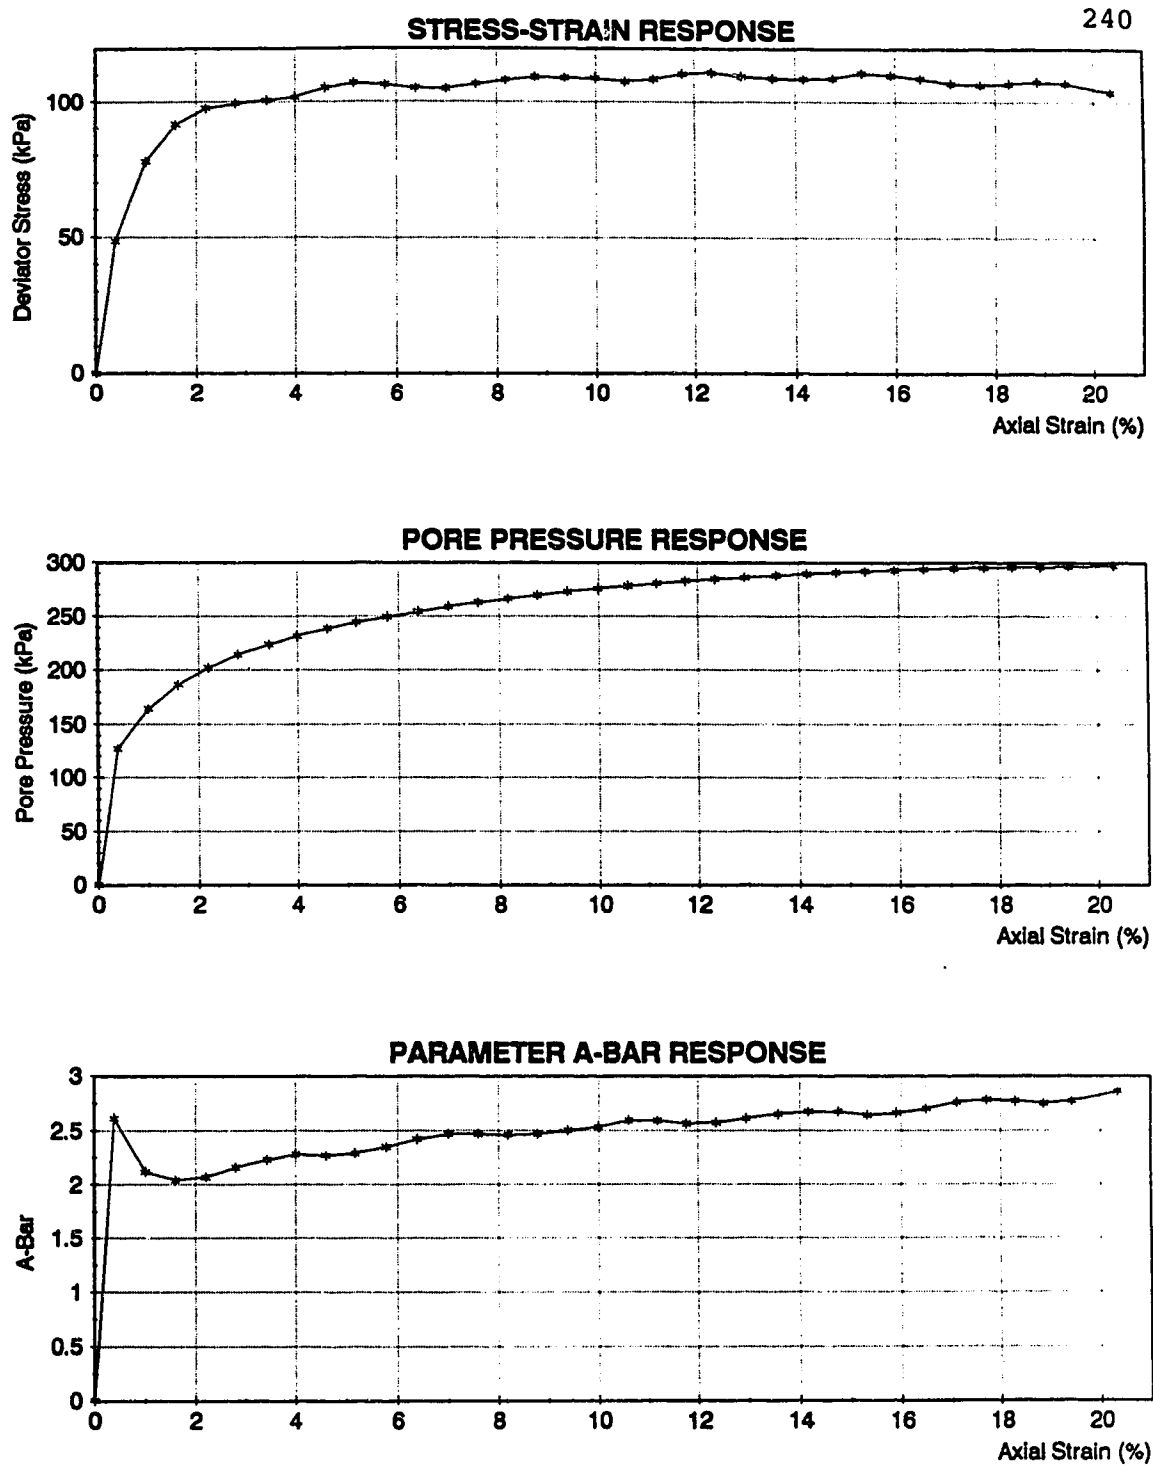 240
STRESS-STRAIN RESPONSE
Deviator Stress (kPa)
100
50
0
0 2 4 6 8 10 12 14 16 18 20
Axial Strain (%)
PORE PRESSURE RESPONSE
Pore Pressure (kPa)
300
250
200
150
100
50
0
0 2 4 6 8 10 12 14 16 18 20
Axial Strain (%)
PARAMETER A-BAR RESPONSE
A-Bar
3
2.5
2
1.5
1
0.5
0
0 2 4 6 8 10 12 14 16 18 20
Axial Strain (%)